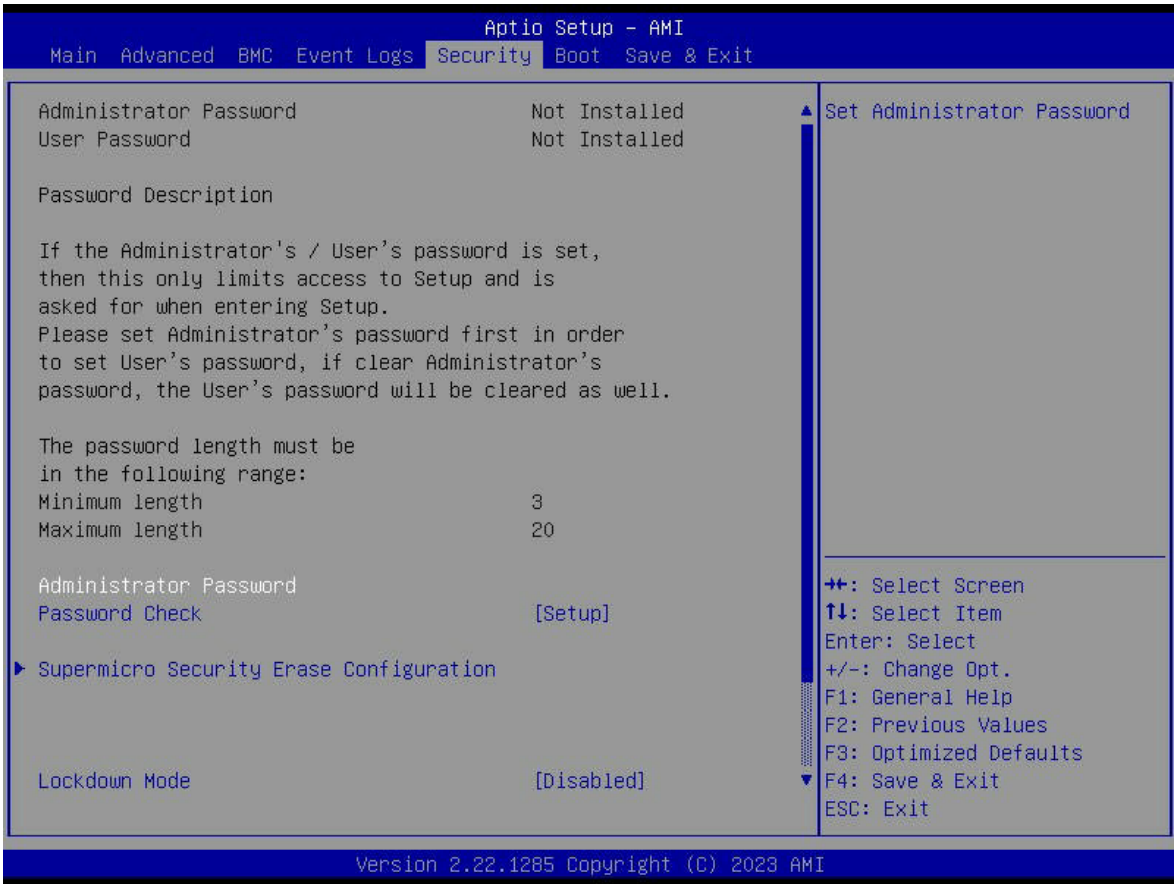 Aptio Setup – AMI
Main Advanced BMC Event Logs Security Boot Save & Exit
Administrator Password Not Installed
User Password Not Installed
Password Description
If the Administrator's / User's password is set,
then this only limits access to Setup and is
asked for when entering Setup.
Please set Administrator's password first in order
to set User's password, if clear Administrator's
password, the User's password will be cleared as well.
The password length must be
in the following range:
Minimum length 3
Maximum length 20
Administrator Password
Password Check [Setup]
Supermicro Security Erase Configuration
Lockdown Mode [Disabled]
Set Administrator Password
→←: Select Screen
↑↓: Select Item
Enter: Select
+/-: Change Opt.
F1: General Help
F2: Previous Values
F3: Optimized Defaults
F4: Save & Exit
ESC: Exit
Version 2.22.1285 Copyright (C) 2023 AMI